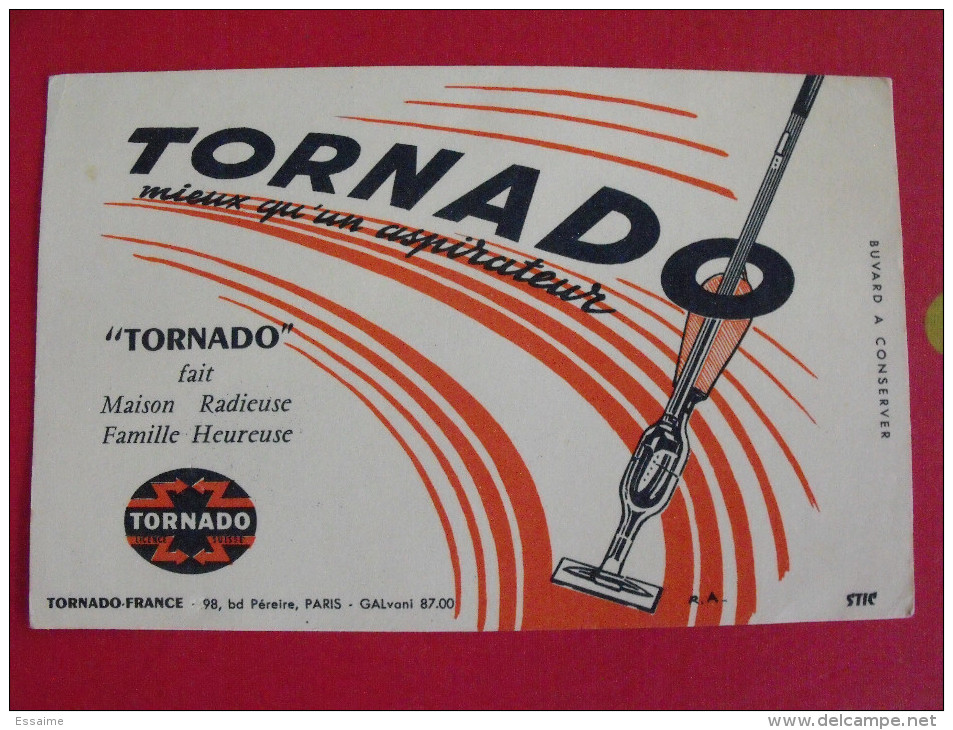 TORNADO
mieux qu'un aspirateur
"TORNADO"
fait
Maison Radieuse
Famille Heureuse
TORNADO
LICENCE SUISSE
TORNADO-FRANCE - 98, bd Péreire, PARIS - GALvani 87.00
R.A-
STIC
BUVARD A CONSERVER
Essaime
www.delcampe.net